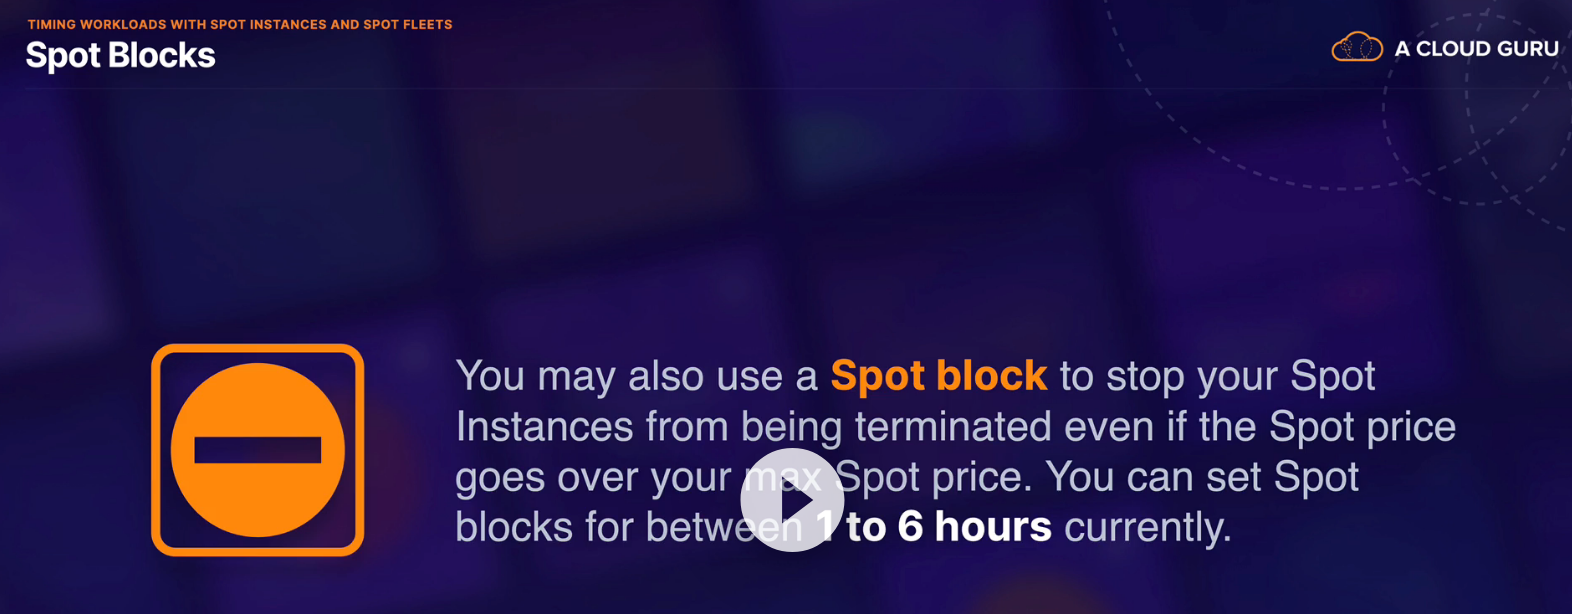 TIMING WORKLOADS WITH SPOT INSTANCES AND SPOT FLEETS
Spot Blocks
A CLOUD GURU
You may also use a Spot block to stop your Spot
Instances from being terminated even if the Spot price
goes over your max Spot price. You can set Spot
blocks for between 1 to 6 hours currently.